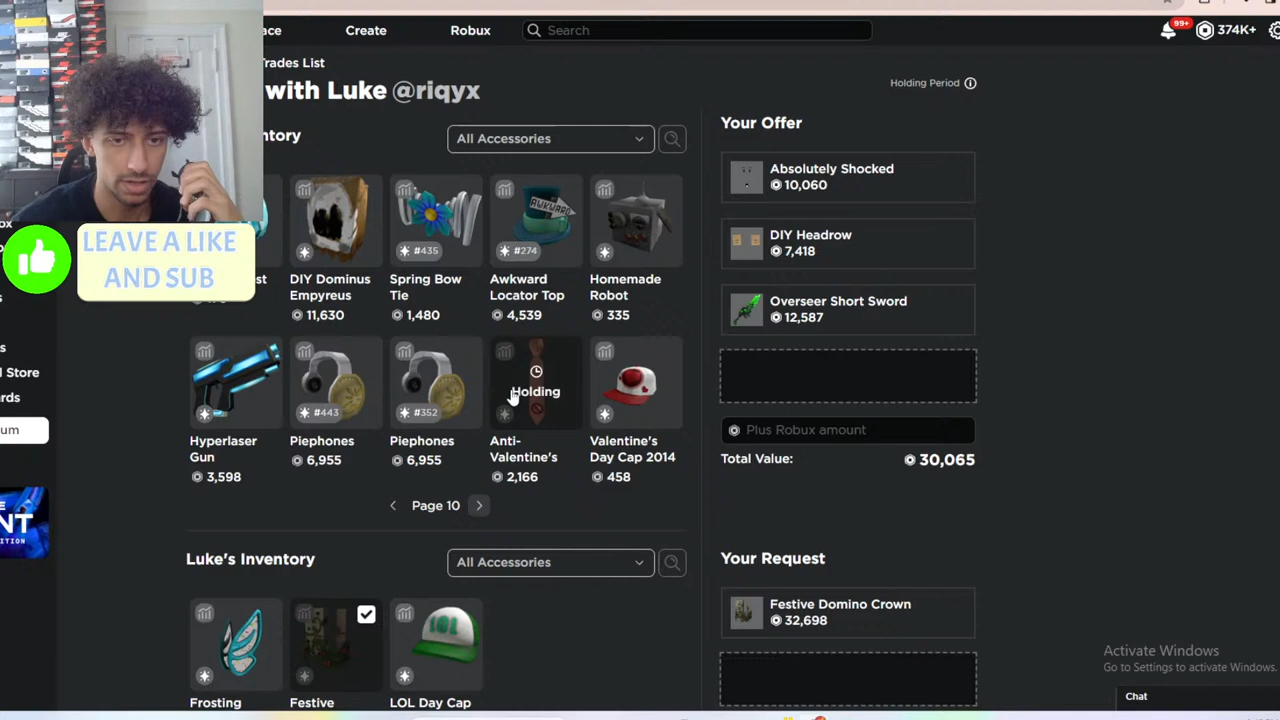 ace
Create
Robux
Search
99+
374K+
Trades List
with Luke @riqyx
Holding Period
entory
All Accessories
LEAVE A LIKE
AND SUB
DIY Dominus
Empyreus
11,630
#435
Spring Bow
Tie
1,480
AWKWARD
#274
Awkward
Locator Top
4,539
Homemade
Robot
335
Hyperlaser
Gun
3,598
#443
Piephones
6,955
#352
Piephones
6,955
Holding
Anti-
Valentine's
2,166
Valentine's
Day Cap 2014
458
Page 10
Your Offer
Absolutely Shocked
10,060
DIY Headrow
7,418
Overseer Short Sword
12,587
Plus Robux amount
Total Value:
30,065
Luke's Inventory
All Accessories
Frosting
Festive
LOL
LOL Day Cap
Your Request
Festive Domino Crown
32,698
ox
s
l Store
ards
um
NT
ITION
Activate Windows
Go to Settings to activate Windows.
Chat